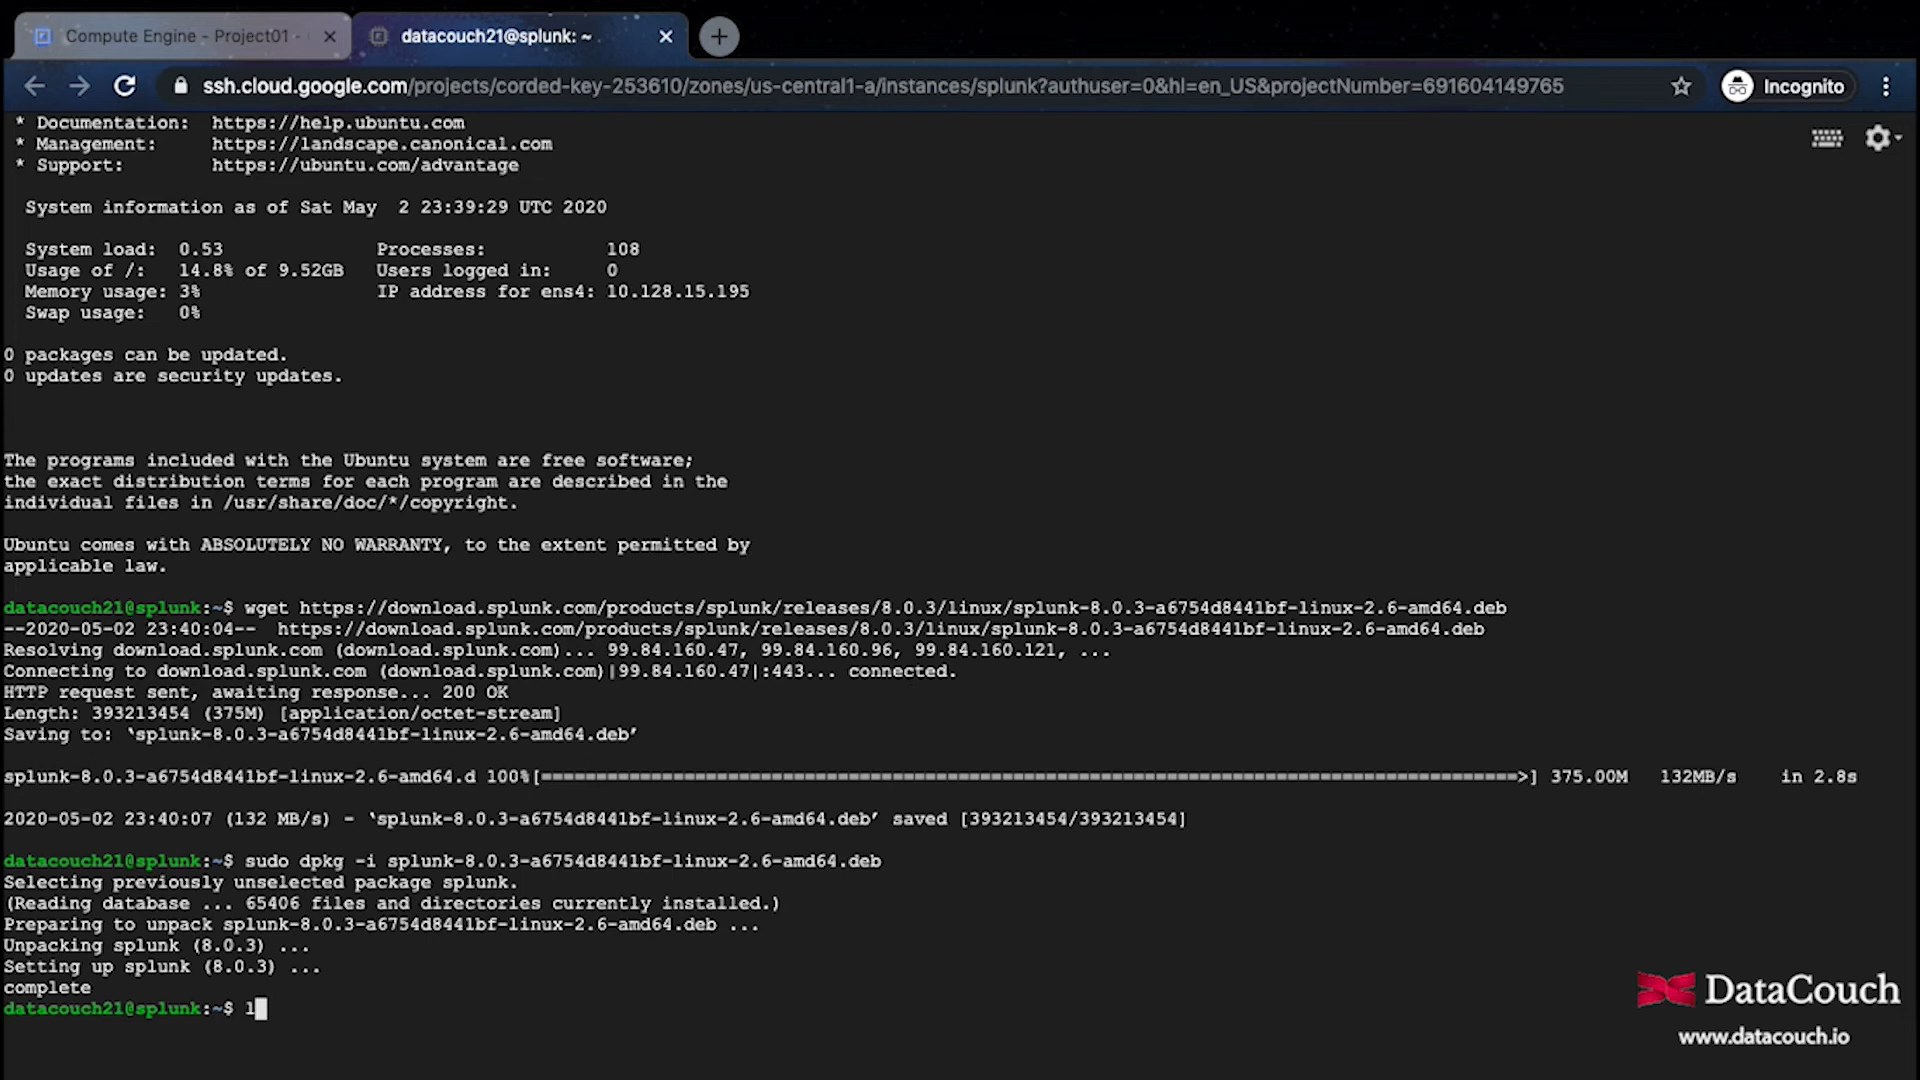 Compute Engine - Project01 -
datacouch21@splunk: ~
ssh.cloud.google.com/projects/corded-key-253610/zones/us-central1-a/instances/splunk?authuser=0&hl=en_US&projectNumber=691604149765
Incognito
* Documentation:  https://help.ubuntu.com
* Management:     https://landscape.canonical.com
* Support:        https://ubuntu.com/advantage
System information as of Sat May  2 23:39:29 UTC 2020
System load:  0.53              Processes:           108
Usage of /:   14.8% of 9.52GB   Users logged in:     0
Memory usage: 3%                IP address for ens4: 10.128.15.195
Swap usage:   0%
0 packages can be updated.
0 updates are security updates.
The programs included with the Ubuntu system are free software;
the exact distribution terms for each program are described in the
individual files in /usr/share/doc/*/copyright.
Ubuntu comes with ABSOLUTELY NO WARRANTY, to the extent permitted by
applicable law.
datacouch21@splunk:~$ wget https://download.splunk.com/products/splunk/releases/8.0.3/linux/splunk-8.0.3-a6754d8441bf-linux-2.6-amd64.deb
--2020-05-02 23:40:04--  https://download.splunk.com/products/splunk/releases/8.0.3/linux/splunk-8.0.3-a6754d8441bf-linux-2.6-amd64.deb
Resolving download.splunk.com (download.splunk.com)... 99.84.160.47, 99.84.160.96, 99.84.160.121, ...
Connecting to download.splunk.com (download.splunk.com)|99.84.160.47|:443... connected.
HTTP request sent, awaiting response... 200 OK
Length: 393213454 (375M) [application/octet-stream]
Saving to: ‘splunk-8.0.3-a6754d8441bf-linux-2.6-amd64.deb’
splunk-8.0.3-a6754d8441bf-linux-2.6-amd64.d 100%[=========================================================================================>] 375.00M   132MB/s    in 2.8s
2020-05-02 23:40:07 (132 MB/s) - ‘splunk-8.0.3-a6754d8441bf-linux-2.6-amd64.deb’ saved [393213454/393213454]
datacouch21@splunk:~$ sudo dpkg -i splunk-8.0.3-a6754d8441bf-linux-2.6-amd64.deb
Selecting previously unselected package splunk.
(Reading database ... 65406 files and directories currently installed.)
Preparing to unpack splunk-8.0.3-a6754d8441bf-linux-2.6-amd64.deb ...
Unpacking splunk (8.0.3) ...
Setting up splunk (8.0.3) ...
complete
datacouch21@splunk:~$ l
DataCouch
www.datacouch.io